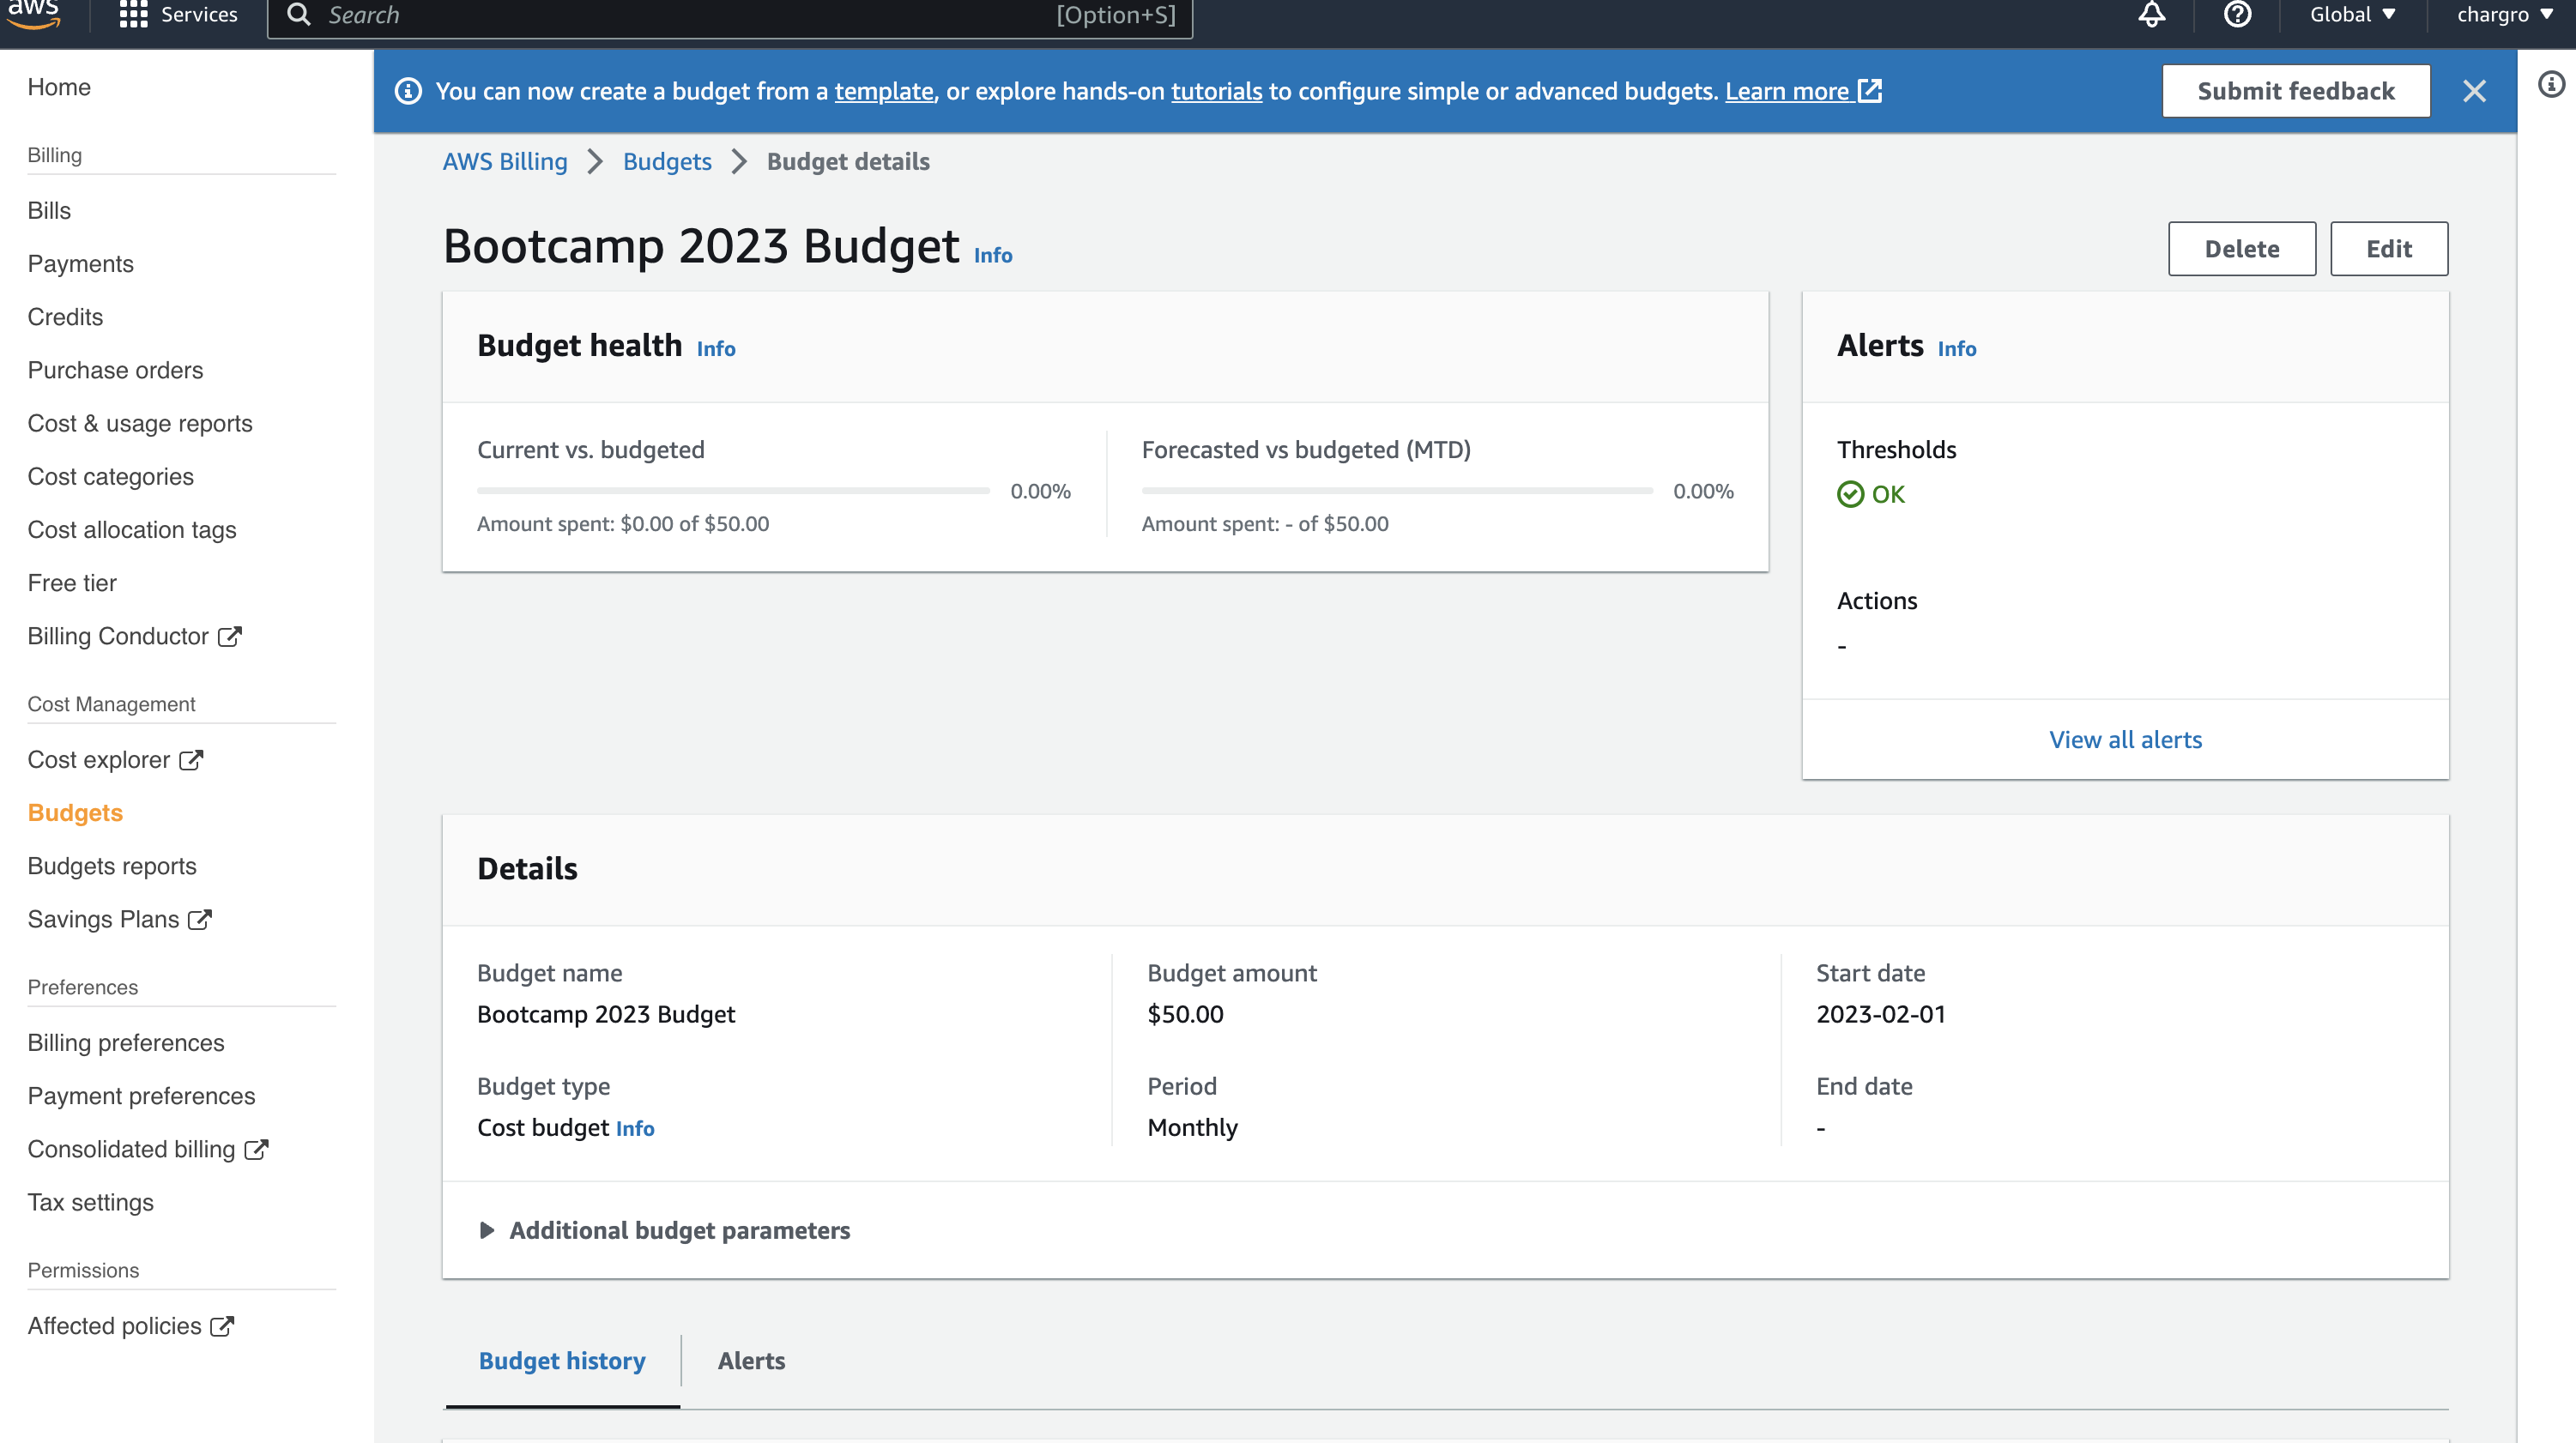 aws Services Search [Option+S] Global chargro
Home
Billing
Bills
Payments
Credits
Purchase orders
Cost & usage reports
Cost categories
Cost allocation tags
Free tier
Billing Conductor
Cost Management
Cost explorer
Budgets
Budgets reports
Savings Plans
Preferences
Billing preferences
Payment preferences
Consolidated billing
Tax settings
Permissions
Affected policies
You can now create a budget from a template, or explore hands-on tutorials to configure simple or advanced budgets. Learn more Submit feedback
AWS Billing Budgets Budget details
Bootcamp 2023 Budget Info Delete Edit
Budget health Info
Current vs. budgeted
0.00%
Amount spent: $0.00 of $50.00
Forecasted vs budgeted (MTD)
0.00%
Amount spent: - of $50.00
Alerts Info
Thresholds
OK
Actions
-
View all alerts
Details
Budget name
Bootcamp 2023 Budget
Budget type
Cost budget Info
Budget amount
$50.00
Period
Monthly
Start date
2023-02-01
End date
-
Additional budget parameters
Budget history Alerts